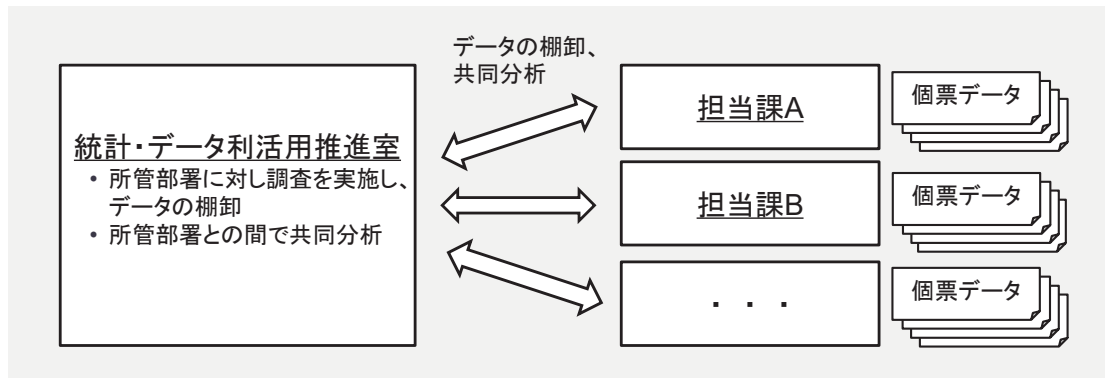 データの棚卸、
共同分析
統計・データ利活用推進室
• 所管部署に対し調査を実施し、
データの棚卸
• 所管部署との間で共同分析
担当課A
個票データ
担当課B
個票データ
・ ・ ・
個票データ